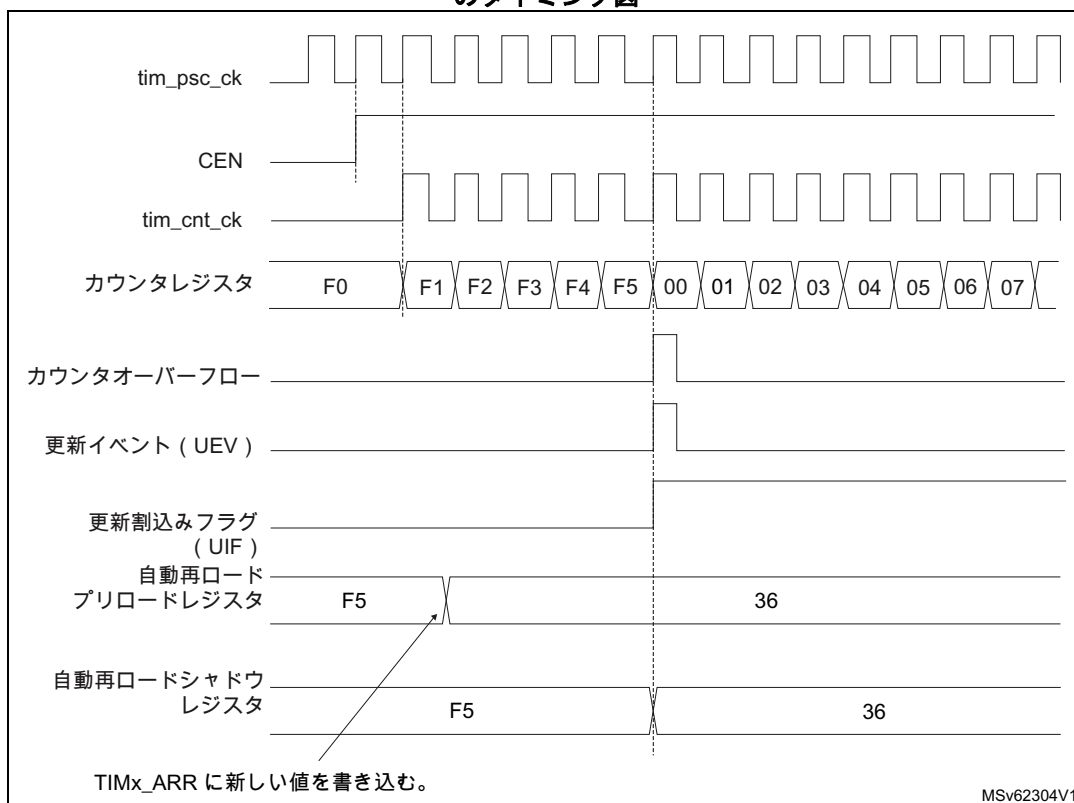 のタイミング図
tim_psc_ck
CEN
tim_cnt_ck
カウンタレジスタ F0 F1 F2 F3 F4 F5 00 01 02 03 04 05 06 07
カウンタオーバーフロー
更新イベント ( UEV )
更新割込みフラグ
( UIF )
自動再ロード
プリロードレジスタ F5 36
自動再ロードシャドウ
レジスタ F5 36
TIMx_ARR に新しい値を書き込む。
MSv62304V1